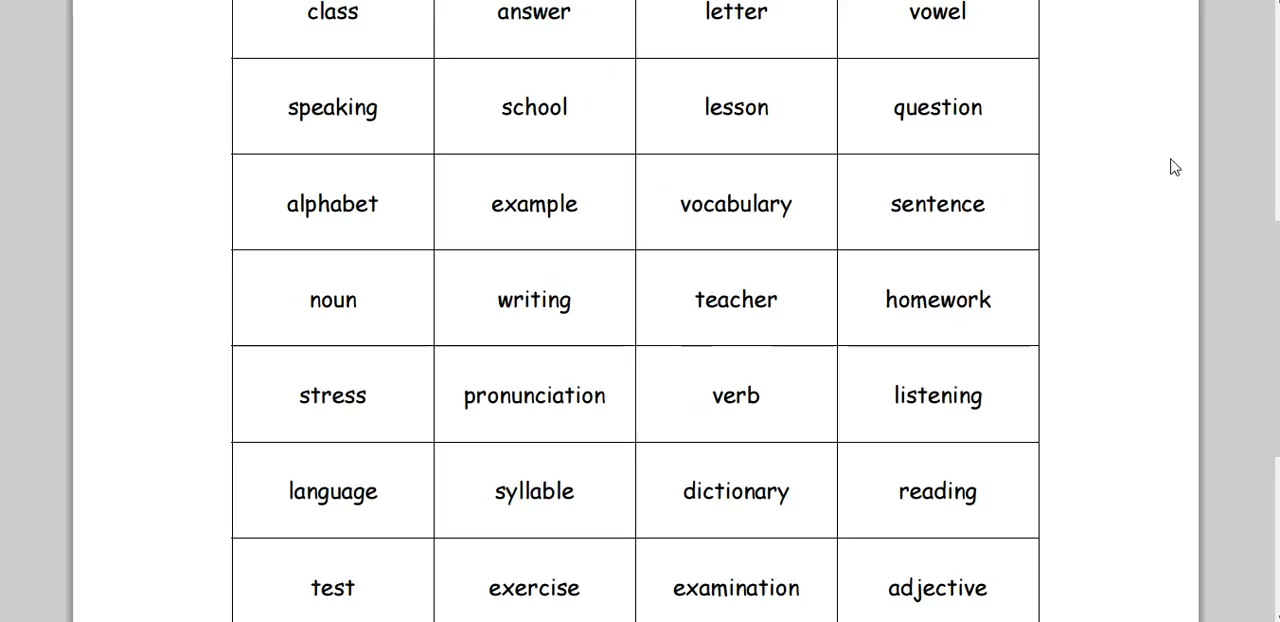 class answer letter vowel
speaking school lesson question
alphabet example vocabulary sentence
noun writing teacher homework
stress pronunciation verb listening
language syllable dictionary reading
test exercise examination adjective